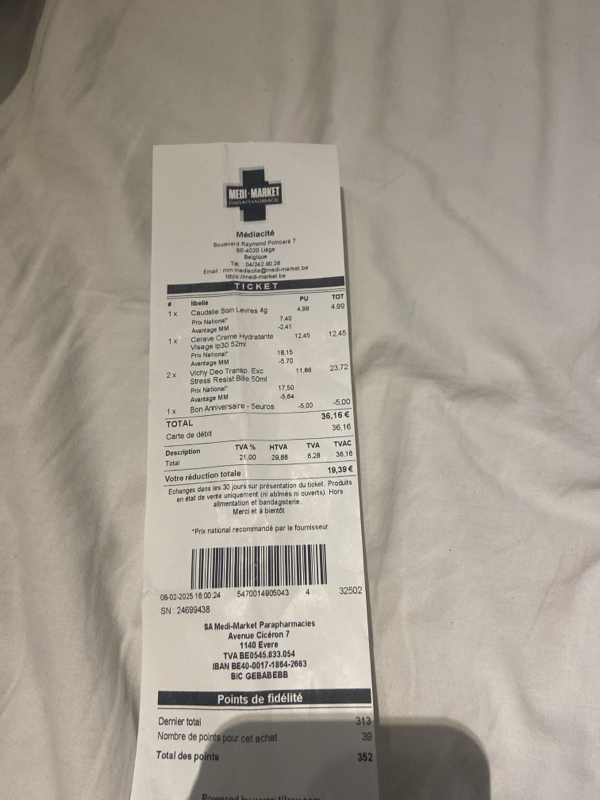 MEDI-MARKET
PARAPHARMACIE
Médiacité
Boulevard Raymond Poincaré 7
BE-4020 Liège
Belgique
Tél. : 04/242.90.28
Email : mm.mediacite@medi-market.be
https://medi-market.be
TICKET
# libellé PU TOT
1 x Caudalie Soin Levres 4g 4,99 4,99
Prix National* 7,40
Avantage MM -2,41
1 x Cerave Creme Hydratante 12,45 12,45
Visage Ip30 52ml
Prix National* 18,15
Avantage MM -5,70
2 x Vichy Deo Transp. Exc 11,86 23,72
Stress Resist Bille 50ml
Prix National* 17,50
Avantage MM -5,64
1 x Bon Anniversaire - 5euros -5,00 -5,00
TOTAL 36,16 €
Carte de débit 36,16
Description TVA % HTVA TVA TVAC
Total 21,00 29,88 6,28 36,16
Votre réduction totale 19,39 €
Echanges dans les 30 jours sur présentation du ticket. Produits
en état de vente uniquement (ni abîmés ni ouverts). Hors
alimentation et bandagisterie.
Merci et à bientôt
*Prix national recommandé par le fournisseur
08-02-2025 16:00:24 5470014905043 4 32502
SN : 24699438
SA Medi-Market Parapharmacies
Avenue Cicéron 7
1140 Evere
TVA BE0545.833.054
IBAN BE40-0017-1864-2663
BIC GEBABEBB
Points de fidélité
Dernier total 313
Nombre de points pour cet achat 39
Total des points 352
Powered by www